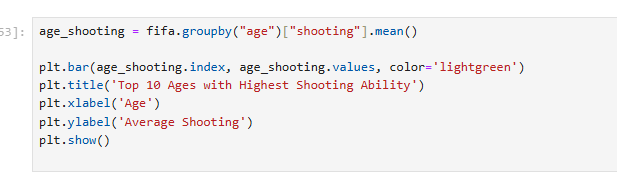 53]:
age_shooting = fifa.groupby("age")["shooting"].mean()
plt.bar(age_shooting.index, age_shooting.values, color='lightgreen')
plt.title('Top 10 Ages with Highest Shooting Ability')
plt.xlabel('Age')
plt.ylabel('Average Shooting')
plt.show()